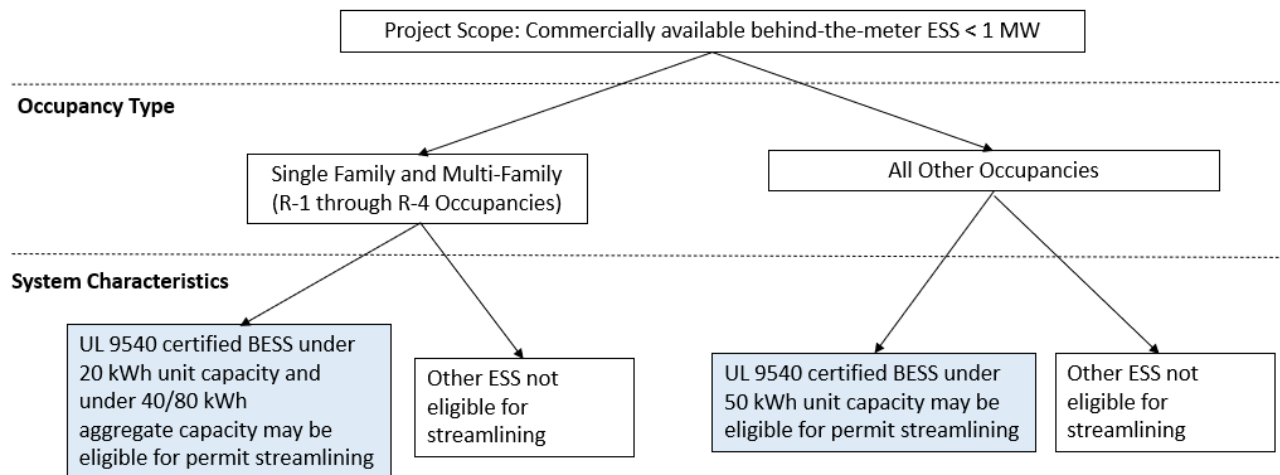 Project Scope: Commercially available behind-the-meter ESS < 1 MW
Occupancy Type
Single Family and Multi-Family
(R-1 through R-4 Occupancies)
All Other Occupancies
System Characteristics
UL 9540 certified BESS under
20 kWh unit capacity and
under 40/80 kWh
aggregate capacity may be
eligible for permit streamlining
Other ESS not
eligible for
streamlining
UL 9540 certified BESS under
50 kWh unit capacity may be
eligible for permit streamlining
Other ESS not
eligible for
streamlining